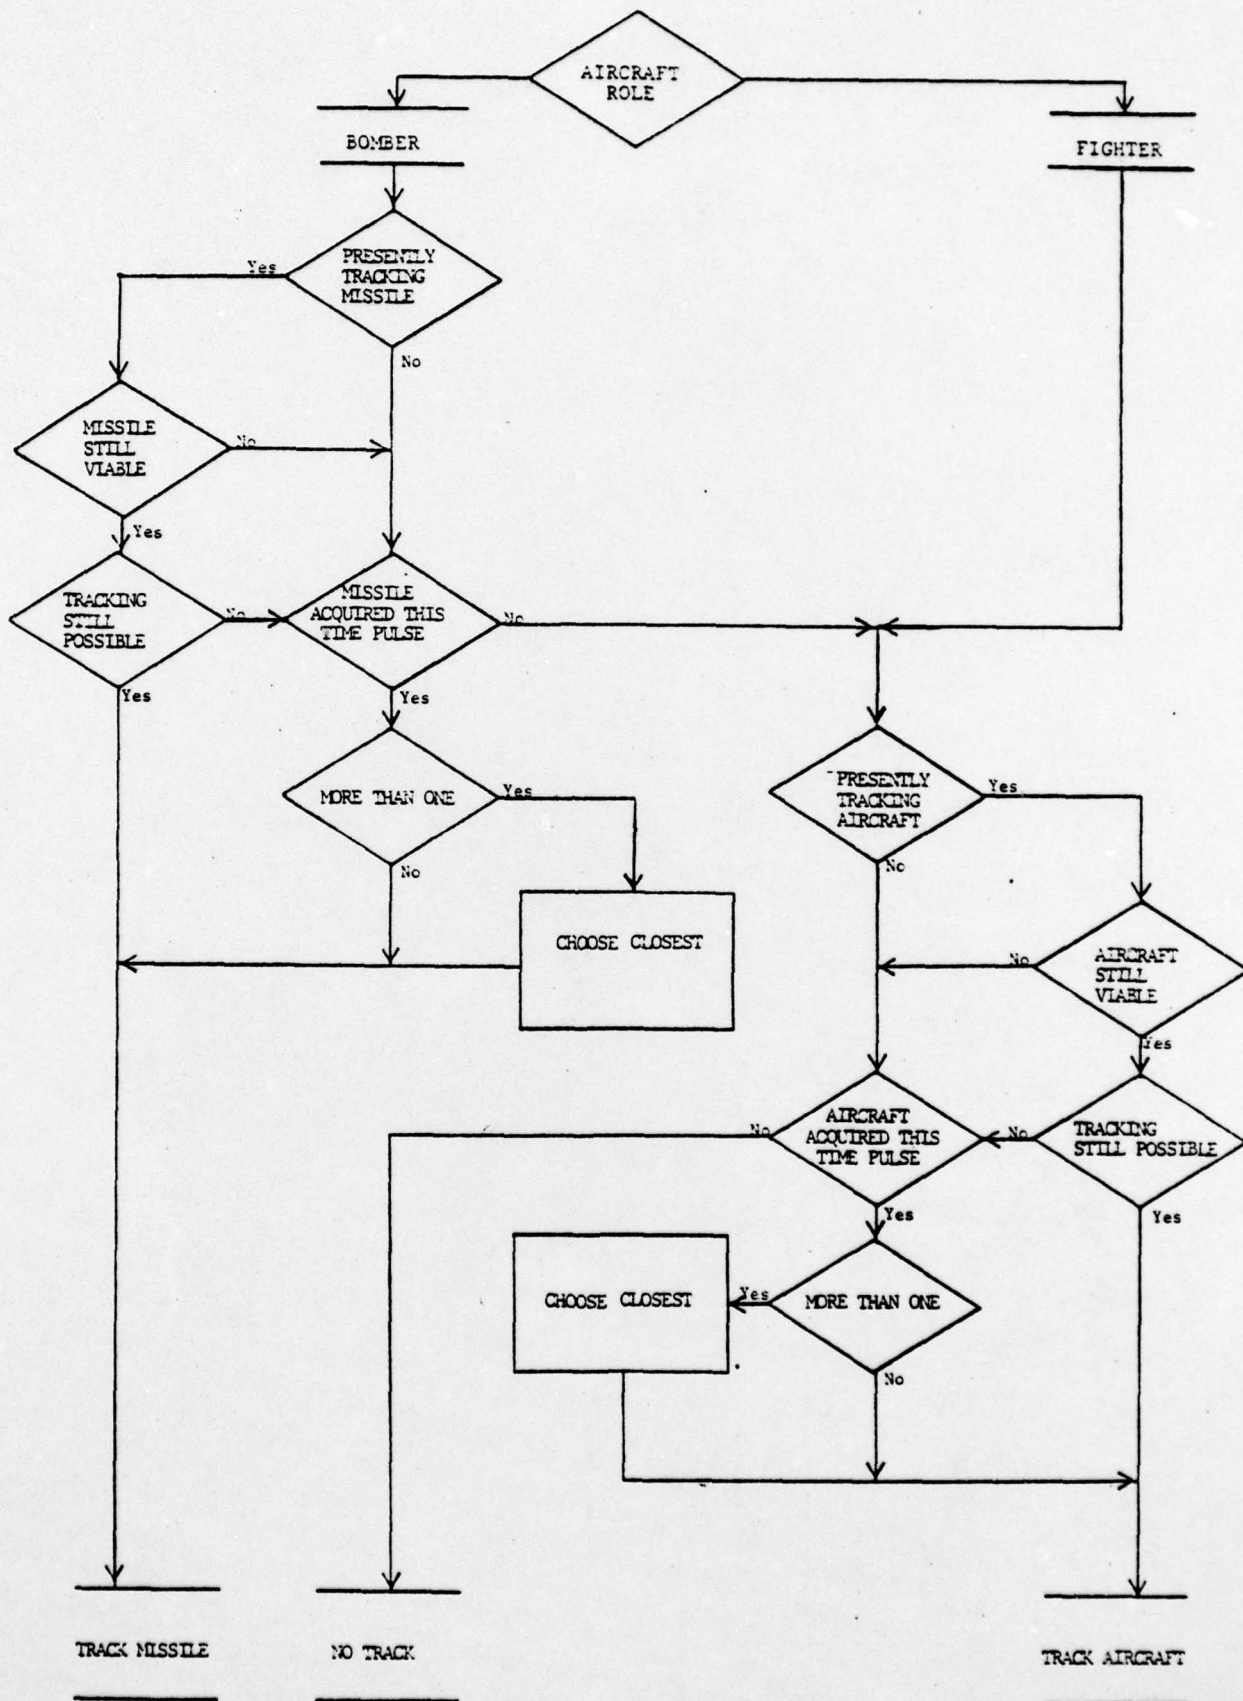 AIRCRAFT
ROLE
BOMBER
FIGHTER
PRESENTLY
TRACKING
MISSILE
Yes
No
MISSILE
STILL
VIABLE
No
Yes
TRACKING
STILL
POSSIBLE
No
Yes
MISSILE
ACQUIRED THIS
TIME PULSE
No
Yes
MORE THAN ONE
Yes
No
CHOOSE CLOSEST
PRESENTLY
TRACKING
AIRCRAFT
Yes
No
AIRCRAFT
STILL
VIABLE
No
Yes
AIRCRAFT
ACQUIRED THIS
TIME PULSE
No
Yes
TRACKING
STILL POSSIBLE
No
Yes
CHOOSE CLOSEST
MORE THAN ONE
Yes
No
TRACK MISSILE
NO TRACK
TRACK AIRCRAFT